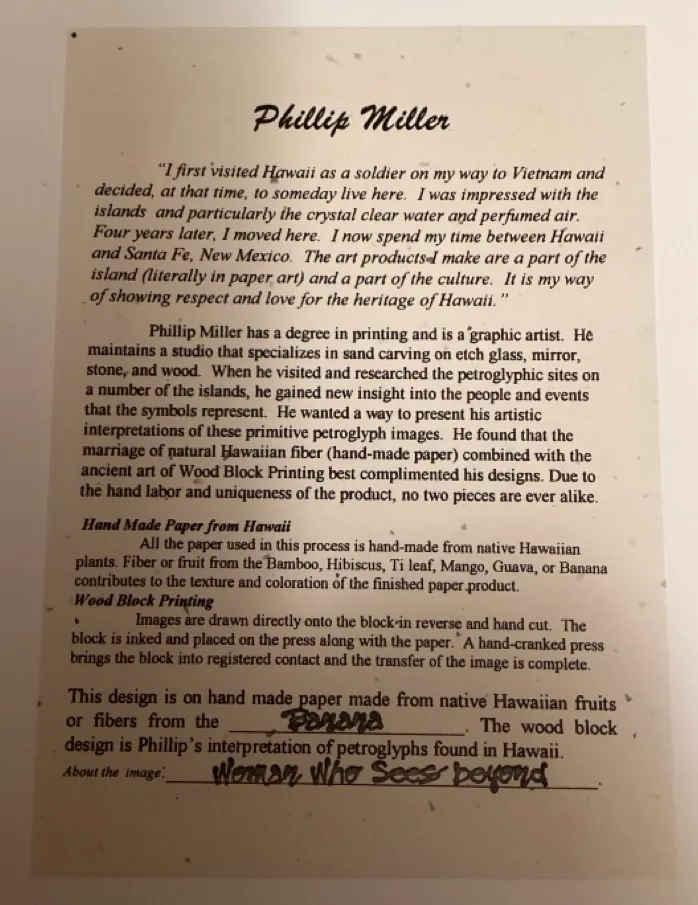 Phillip Miller
"I first visited Hawaii as a soldier on my way to Vietnam and
decided, at that time, to someday live here. I was impressed with the
islands and particularly the crystal clear water and perfumed air.
Four years later, I moved here. I now spend my time between Hawaii
and Santa Fe, New Mexico. The art products I make are a part of the
island (literally in paper art) and a part of the culture. It is my way
of showing respect and love for the heritage of Hawaii."
Phillip Miller has a degree in printing and is a graphic artist. He
maintains a studio that specializes in sand carving on etch glass, mirror,
stone, and wood. When he visited and researched the petroglyphic sites on
a number of the islands, he gained new insight into the people and events
that the symbols represent. He wanted a way to present his artistic
interpretations of these primitive petroglyph images. He found that the
marriage of natural Hawaiian fiber (hand-made paper) combined with the
ancient art of Wood Block Printing best complimented his designs. Due to
the hand labor and uniqueness of the product, no two pieces are ever alike.
Hand Made Paper from Hawaii
All the paper used in this process is hand-made from native Hawaiian
plants. Fiber or fruit from the Bamboo, Hibiscus, Ti leaf, Mango, Guava, or Banana
contributes to the texture and coloration of the finished paper product.
Wood Block Printing
Images are drawn directly onto the block in reverse and hand cut. The
block is inked and placed on the press along with the paper. A hand-cranked press
brings the block into registered contact and the transfer of the image is complete.
This design is on hand made paper made from native Hawaiian fruits
or fibers from the Banana. The wood block
design is Phillip's interpretation of petroglyphs found in Hawaii.
About the image: Woman Who Sees beyond.